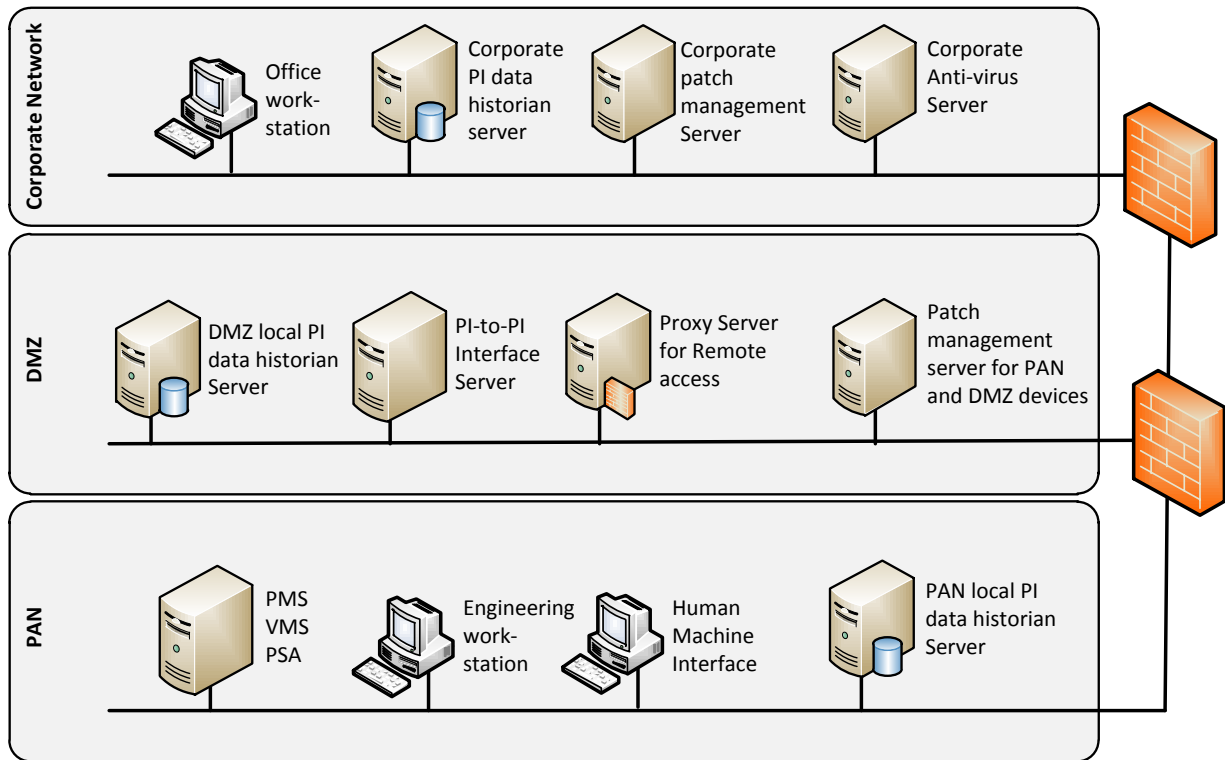 Corporate Network
Office
work-
station
Corporate
PI data
historian
server
Corporate
patch
management
Server
Corporate
Anti-virus
Server
DMZ
DMZ local PI
data historian
Server
PI-to-PI
Interface
Server
Proxy Server
for Remote
access
Patch
management
server for PAN
and DMZ devices
PAN
PMS
VMS
PSA
Engineering
work-
station
Human
Machine
Interface
PAN local PI
data historian
Server